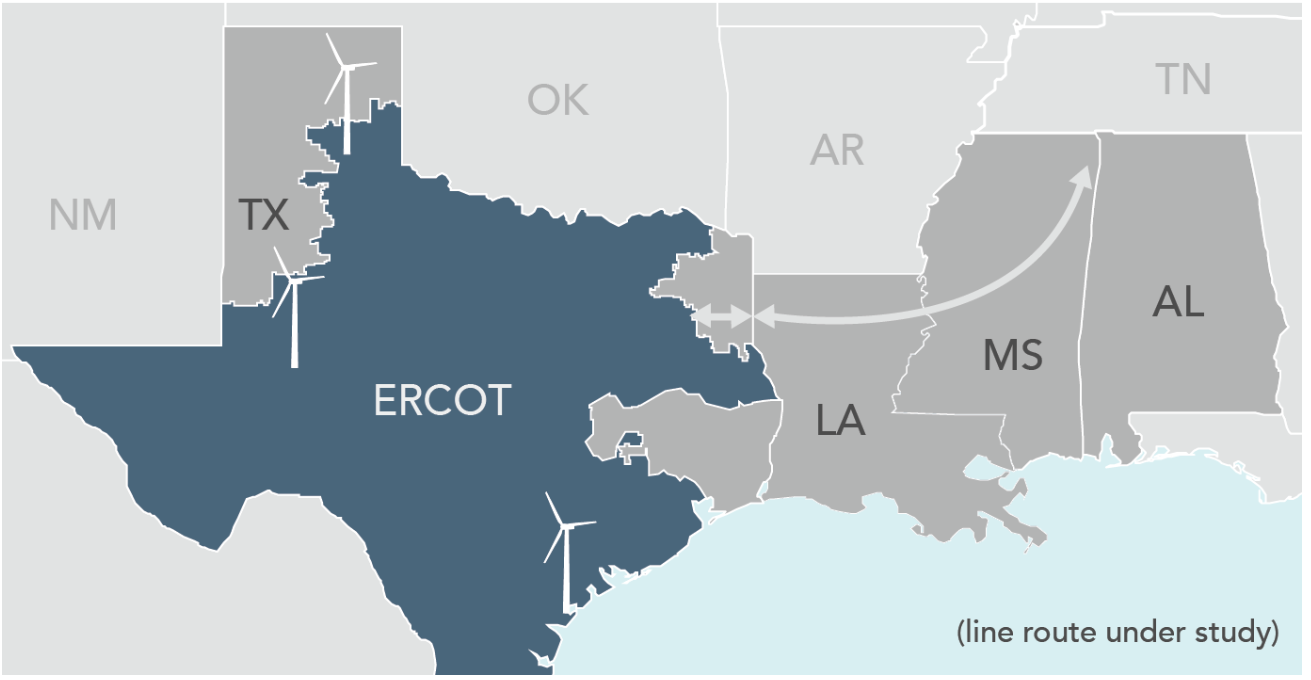 TN
OK
AR
NM
TX
AL
MS
ERCOT
LA
(line route under study)